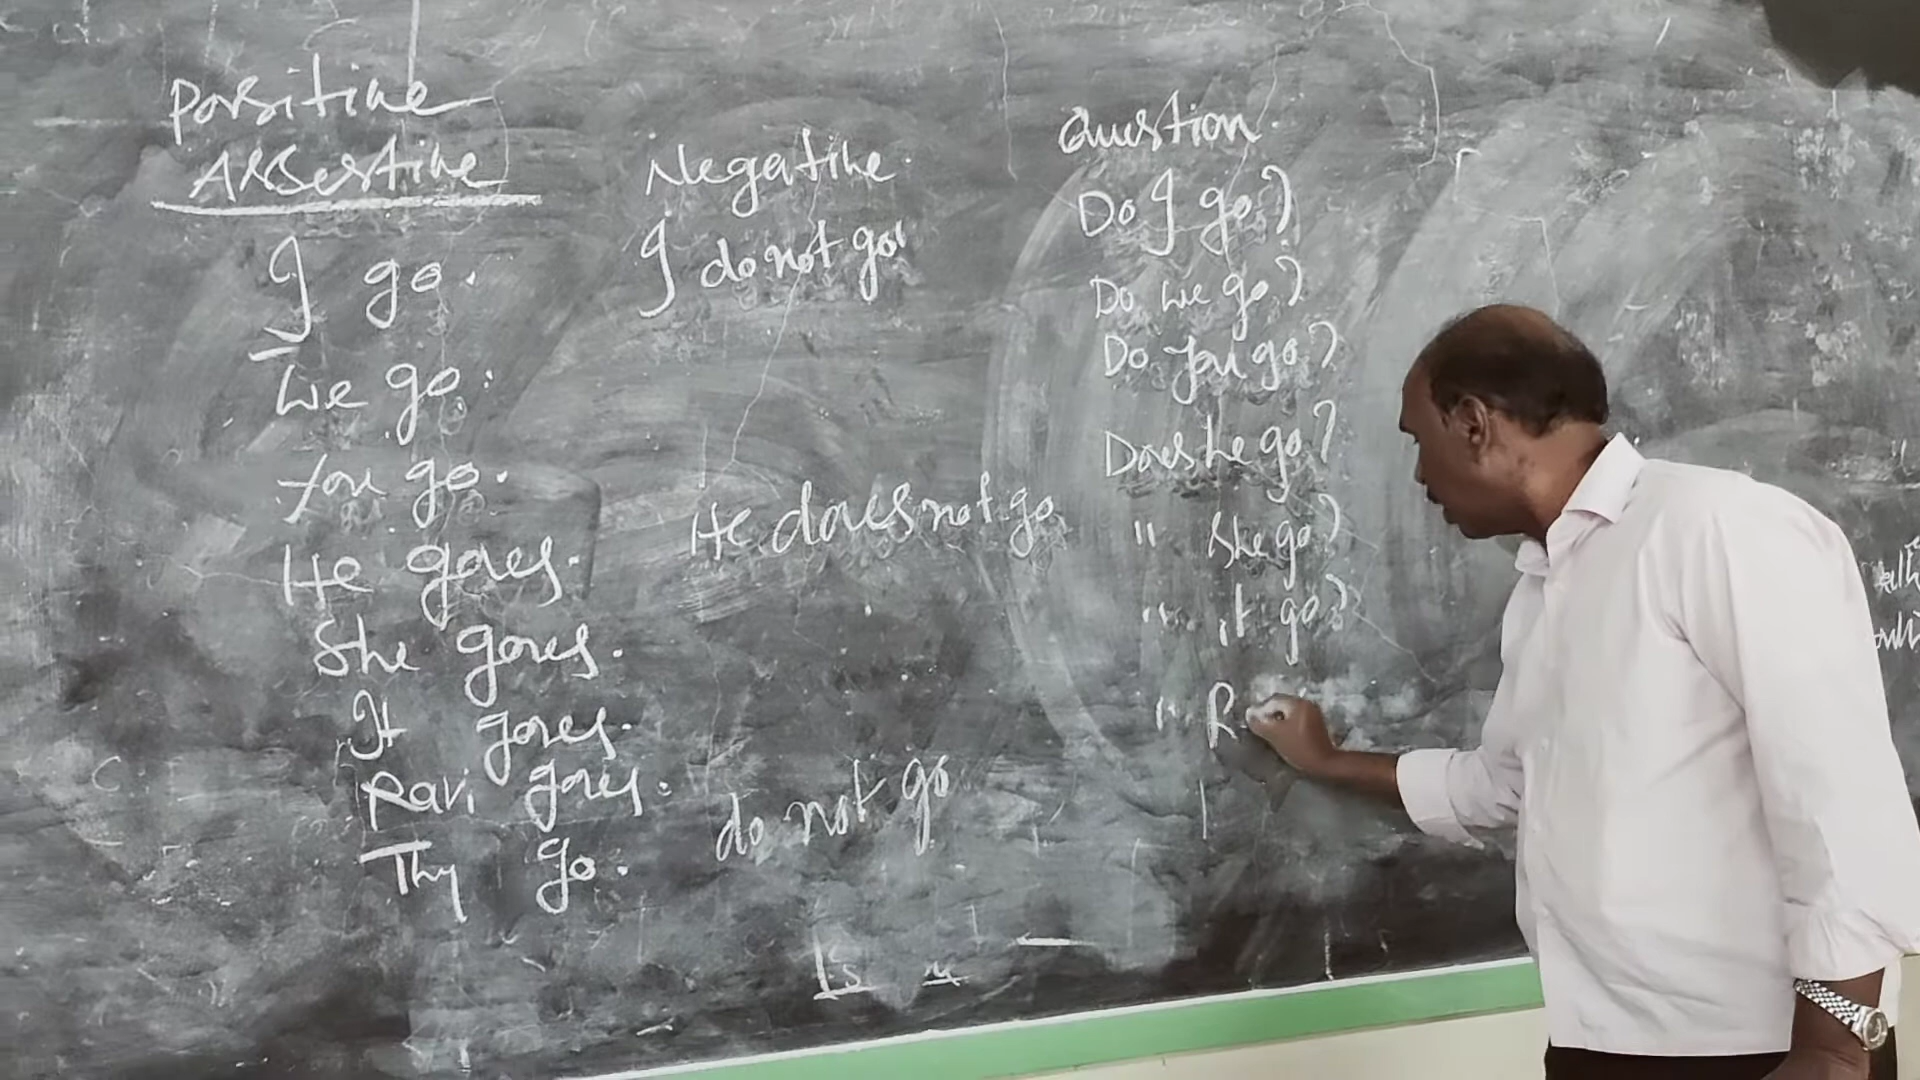 Positive
Assertive
I go.
We go.
You go.
He goes.
She goes.
It goes.
Ravi goes.
They go.
Negative.
I do not go
He does not go
do not go
Is
Question.
Do I go?
Do we go?
Do you go?
Does he go?
" She go?
" it go?
" R